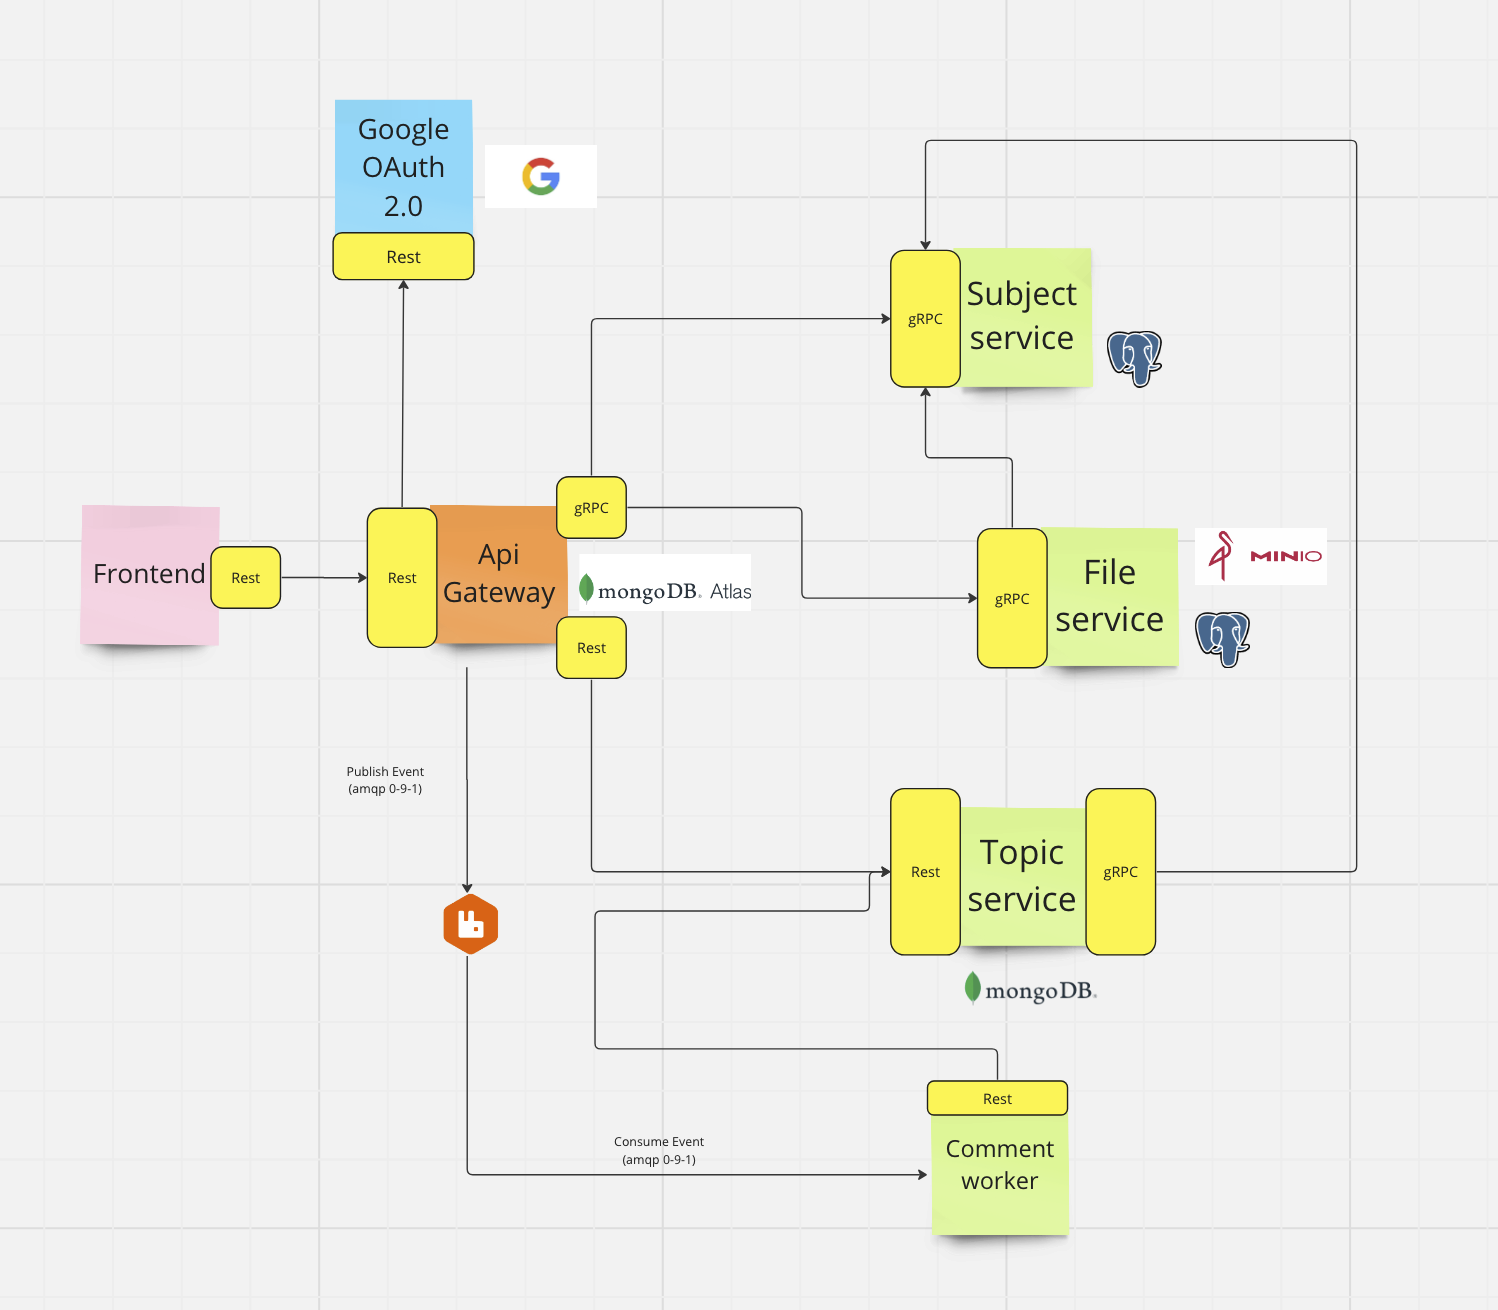 Google
OAuth
2.0
Rest
gRPC
Subject
service
Frontend
Rest
Rest
Api
Gateway
gRPC
mongoDB. Atlas
Rest
gRPC
File
service
MINIO
Publish Event
(amqp 0-9-1)
Rest
Topic
service
gRPC
mongoDB.
Rest
Comment
worker
Consume Event
(amqp 0-9-1)